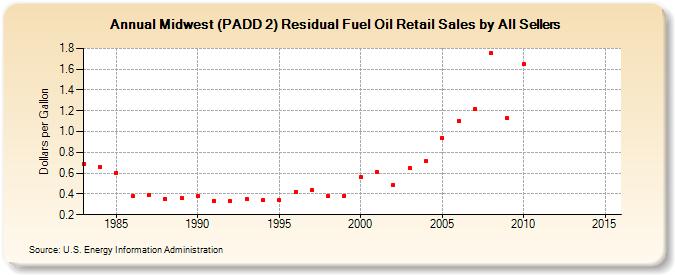 Annual Midwest (PADD 2) Residual Fuel Oil Retail Sales by All Sellers
Dollars per Gallon
1.8
1.6
1.4
1.2
1.0
0.8
0.6
0.4
0.2
1985 1990 1995 2000 2005 2010 2015
Source: U.S. Energy Information Administration